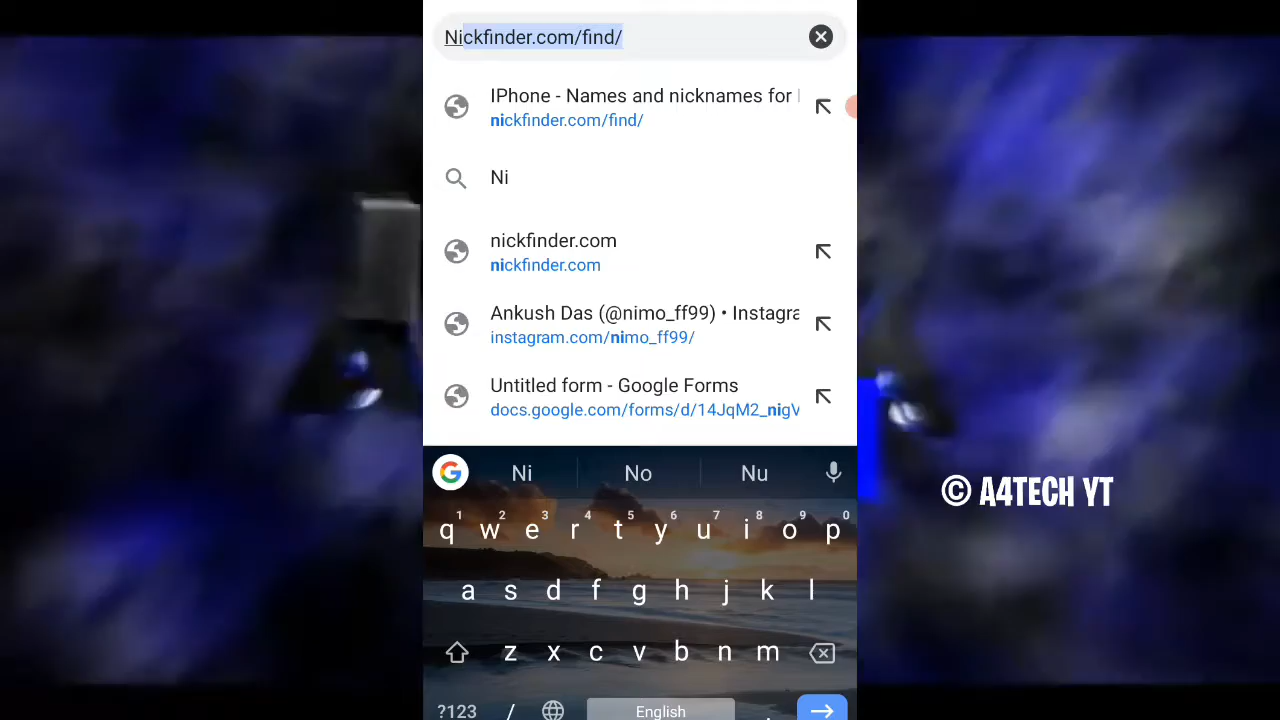 Nickfinder.com/find/
IPhone - Names and nicknames for
nickfinder.com/find/
Ni
nickfinder.com
nickfinder.com
Ankush Das (@nimo_ff99) • Instagra
instagram.com/nimo_ff99/
Untitled form - Google Forms
docs.google.com/forms/d/14JqM2_nigV
© A4TECH YT
Ni No Nu
1 2 3 4 5 6 7 8 9 0
q w e r t y u i o p
a s d f g h j k l
z x c v b n m
?123 / English .